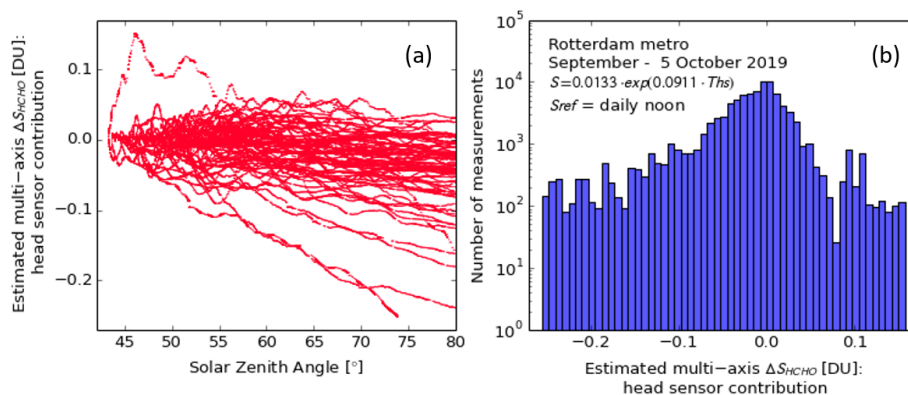 (a)
Estimated multi−axis ΔS_HCHO [DU]:
head sensor contribution
0.1
0.0
−0.1
−0.2
45 50 55 60 65 70 75 80
Solar Zenith Angle [°]
(b)
Rotterdam metro
September - 5 October 2019
S=0.0133 ·exp(0.0911 · Ths)
Sref = daily noon
Number of measurements
10^5
10^4
10^3
10^2
10^1
10^0
−0.2 −0.1 0.0 0.1
Estimated multi−axis ΔS_HCHO [DU]:
head sensor contribution